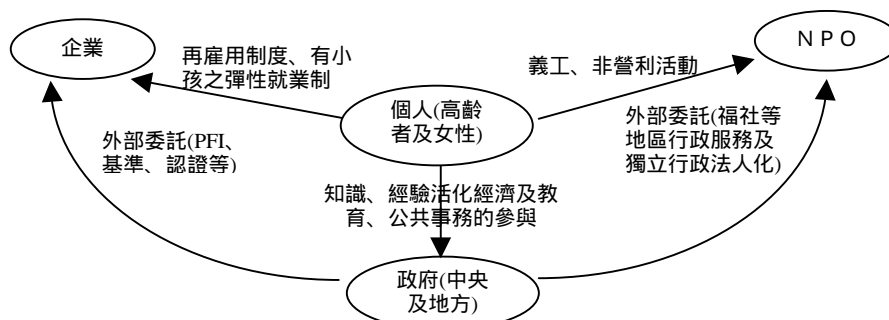 企業
再雇用制度、有小
孩之彈性就業制
義工、非營利活動
ＮＰＯ
個人(高齡
者及女性)
外部委託(PFI、
基準、認證等)
外部委託(福社等
地區行政服務及
獨立行政法人化)
知識、經驗活化經濟及教
育、公共事務的參與
政府(中央
及地方)